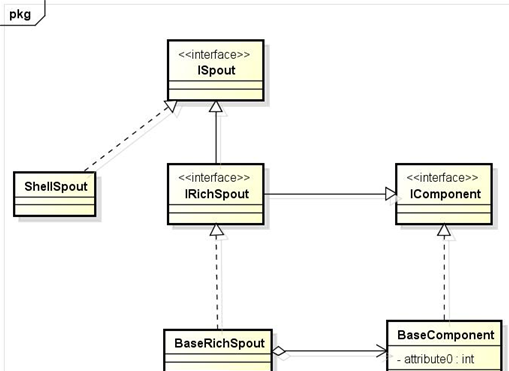 pkg
<<interface>>
ISpout
ShellSpout
<<interface>>
IRichSpout
<<interface>>
IComponent
BaseRichSpout
BaseComponent
- attribute0 : int